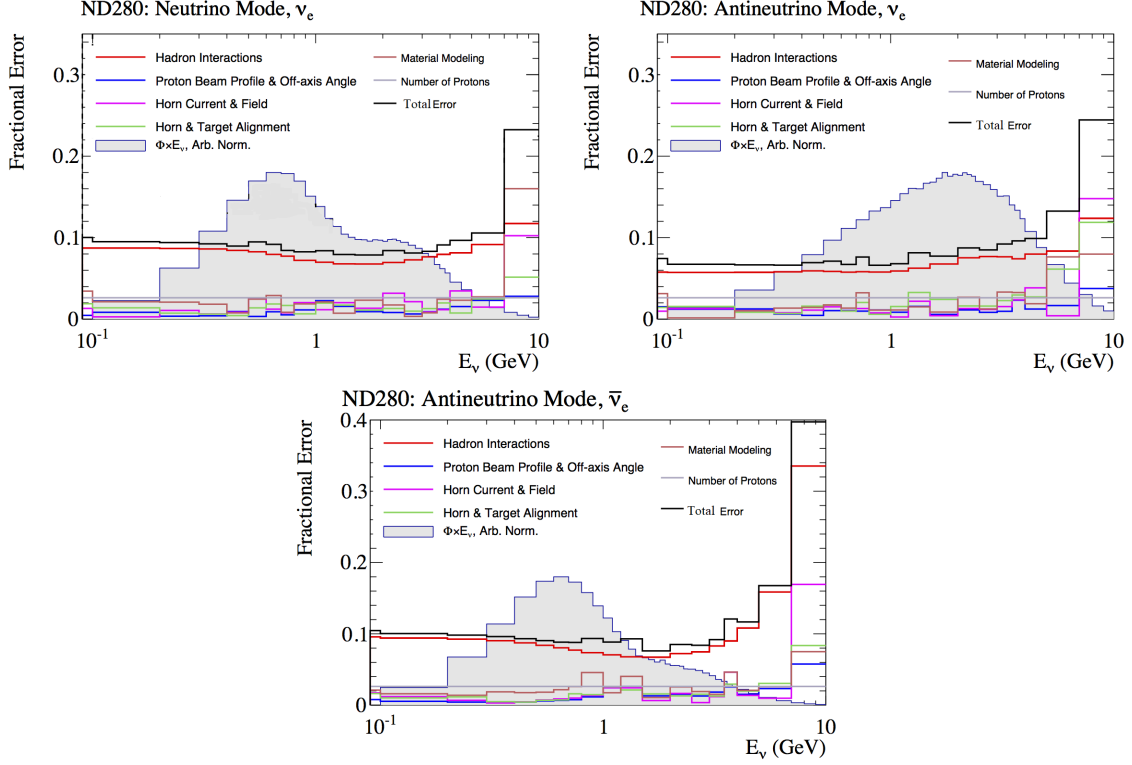 ND280: Neutrino Mode, νe
Fractional Error
0.3
0.2
0.1
0
Hadron Interactions
Proton Beam Profile & Off-axis Angle
Horn Current & Field
Horn & Target Alignment
Φ×Eν, Arb. Norm.
Material Modeling
Number of Protons
Total Error
10⁻¹
1
10
Eν (GeV)
ND280: Antineutrino Mode, νe
Fractional Error
0.3
0.2
0.1
0
Hadron Interactions
Proton Beam Profile & Off-axis Angle
Horn Current & Field
Horn & Target Alignment
Φ×Eν, Arb. Norm.
Material Modeling
Number of Protons
Total Error
10⁻¹
1
10
Eν (GeV)
ND280: Antineutrino Mode, ν̅e
Fractional Error
0.4
0.3
0.2
0.1
0
Hadron Interactions
Proton Beam Profile & Off-axis Angle
Horn Current & Field
Horn & Target Alignment
Φ×Eν, Arb. Norm.
Material Modeling
Number of Protons
Total Error
10⁻¹
1
10
Eν (GeV)